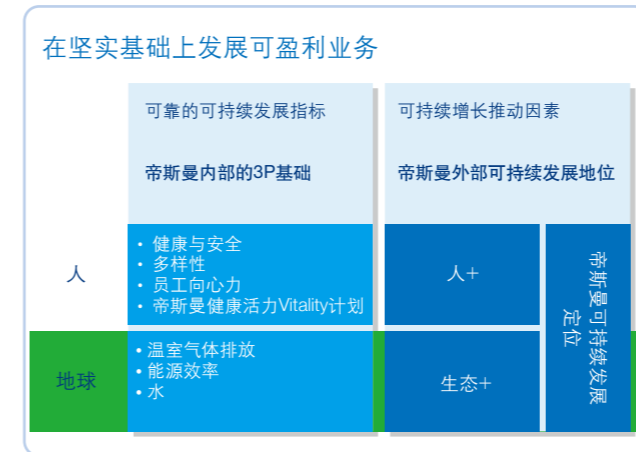 在坚实基础上发展可盈利业务
可靠的可持续发展指标
可持续增长推动因素
帝斯曼内部的3P基础
帝斯曼外部可持续发展地位
人
• 健康与安全
• 多样性
• 员工向心力
• 帝斯曼健康活力Vitality计划
人+
帝斯曼可持续发展
定位
地球
• 温室气体排放
• 能源效率
• 水
生态+